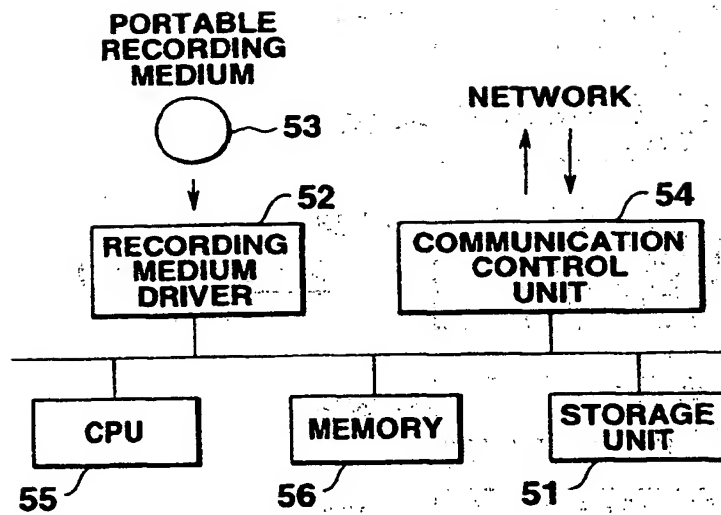 PORTABLE
RECORDING
MEDIUM
53
NETWORK
52
54
RECORDING
MEDIUM
DRIVER
COMMUNICATION
CONTROL
UNIT
CPU
MEMORY
STORAGE
UNIT
55
56
51